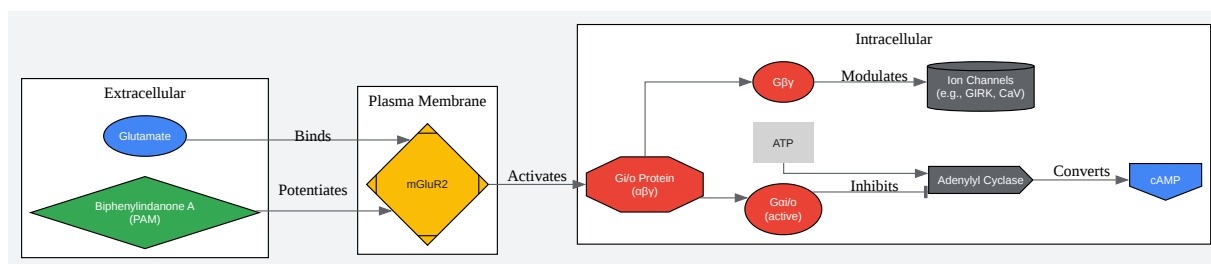 Extracellular
Glutamate
Biphenylindanone A
(PAM)
Binds
Potentiates
Plasma Membrane
mGluR2
Activates
Intracellular
Gi/o Protein
(αβγ)
Gβγ
Modulates
Ion Channels
(e.g., GIRK, CaV)
ATP
Gαi/o
(active)
Inhibits
Adenylyl Cyclase
Converts
cAMP